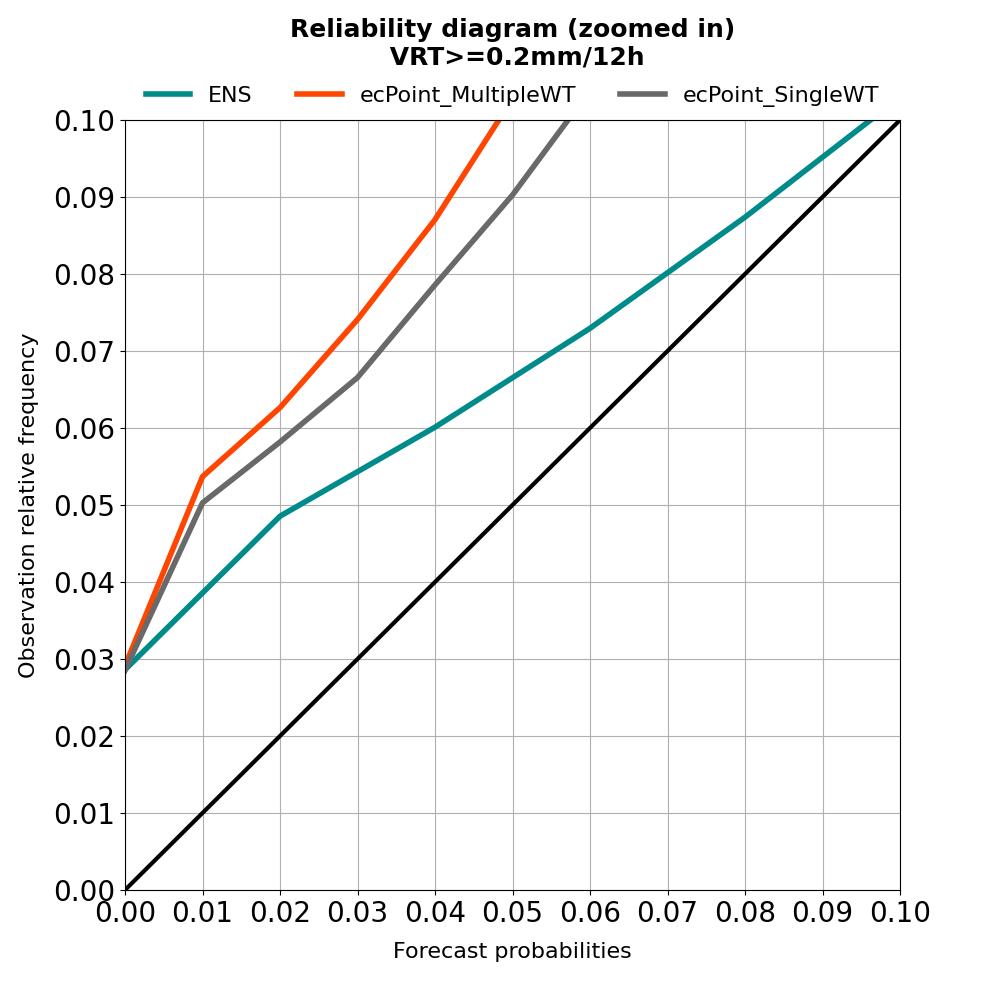 Reliability diagram (zoomed in)
VRT>=0.2mm/12h
ENS ecPoint_MultipleWT ecPoint_SingleWT
0.10
0.09
0.08
0.07
0.06
0.05
0.04
0.03
0.02
0.01
0.00
Observation relative frequency
0.00 0.01 0.02 0.03 0.04 0.05 0.06 0.07 0.08 0.09 0.10
Forecast probabilities